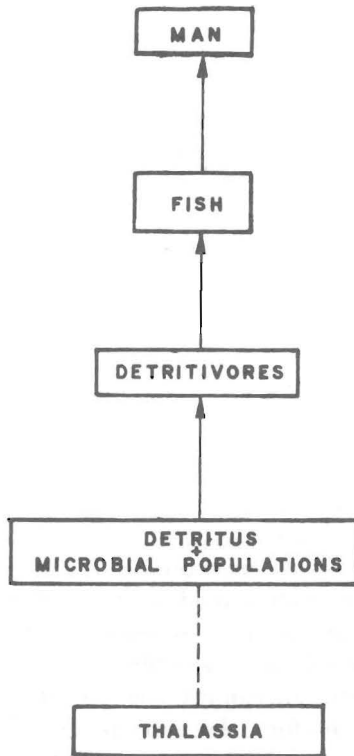 MAN
FISH
DETRITIVORES
DETRITUS
+
MICROBIAL POPULATIONS
THALASSIA